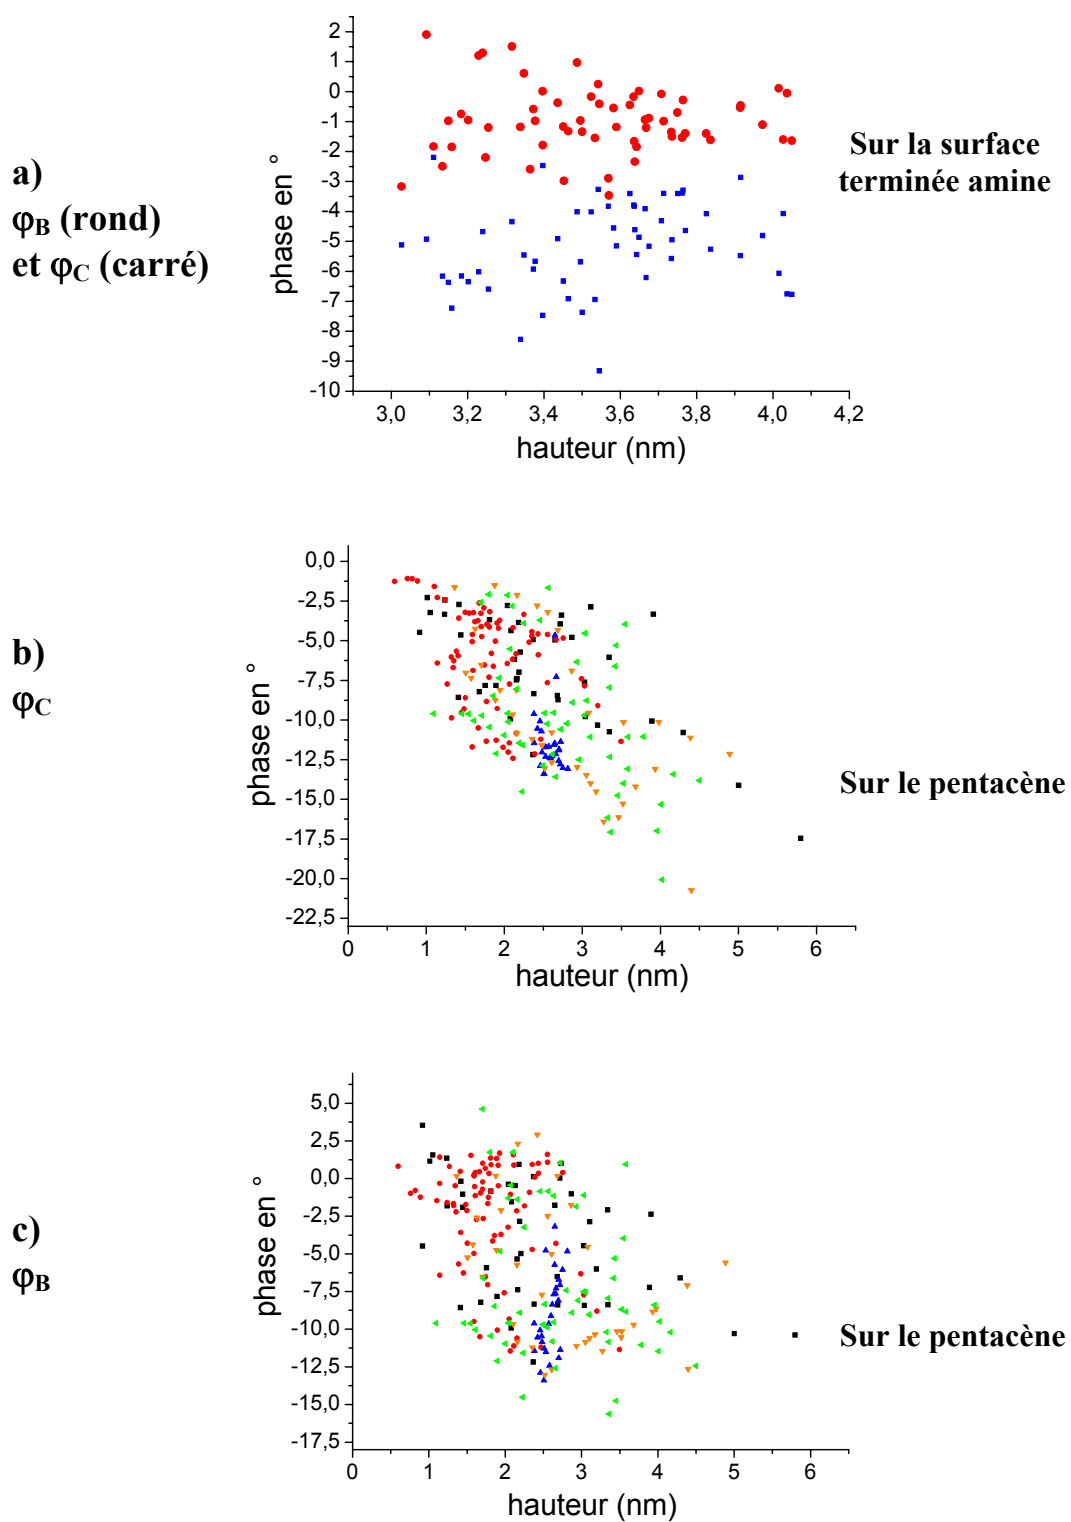 a)
φB (rond)
et φC (carré)
phase en °
2
1
0
-1
-2
-3
-4
-5
-6
-7
-8
-9
-10
3,0 3,2 3,4 3,6 3,8 4,0 4,2
hauteur (nm)
Sur la surface
terminée amine
b)
φC
phase en °
0,0
-2,5
-5,0
-7,5
-10,0
-12,5
-15,0
-17,5
-20,0
-22,5
0 1 2 3 4 5 6
hauteur (nm)
Sur le pentacène
c)
φB
phase en °
5,0
2,5
0,0
-2,5
-5,0
-7,5
-10,0
-12,5
-15,0
-17,5
0 1 2 3 4 5 6
hauteur (nm)
Sur le pentacène